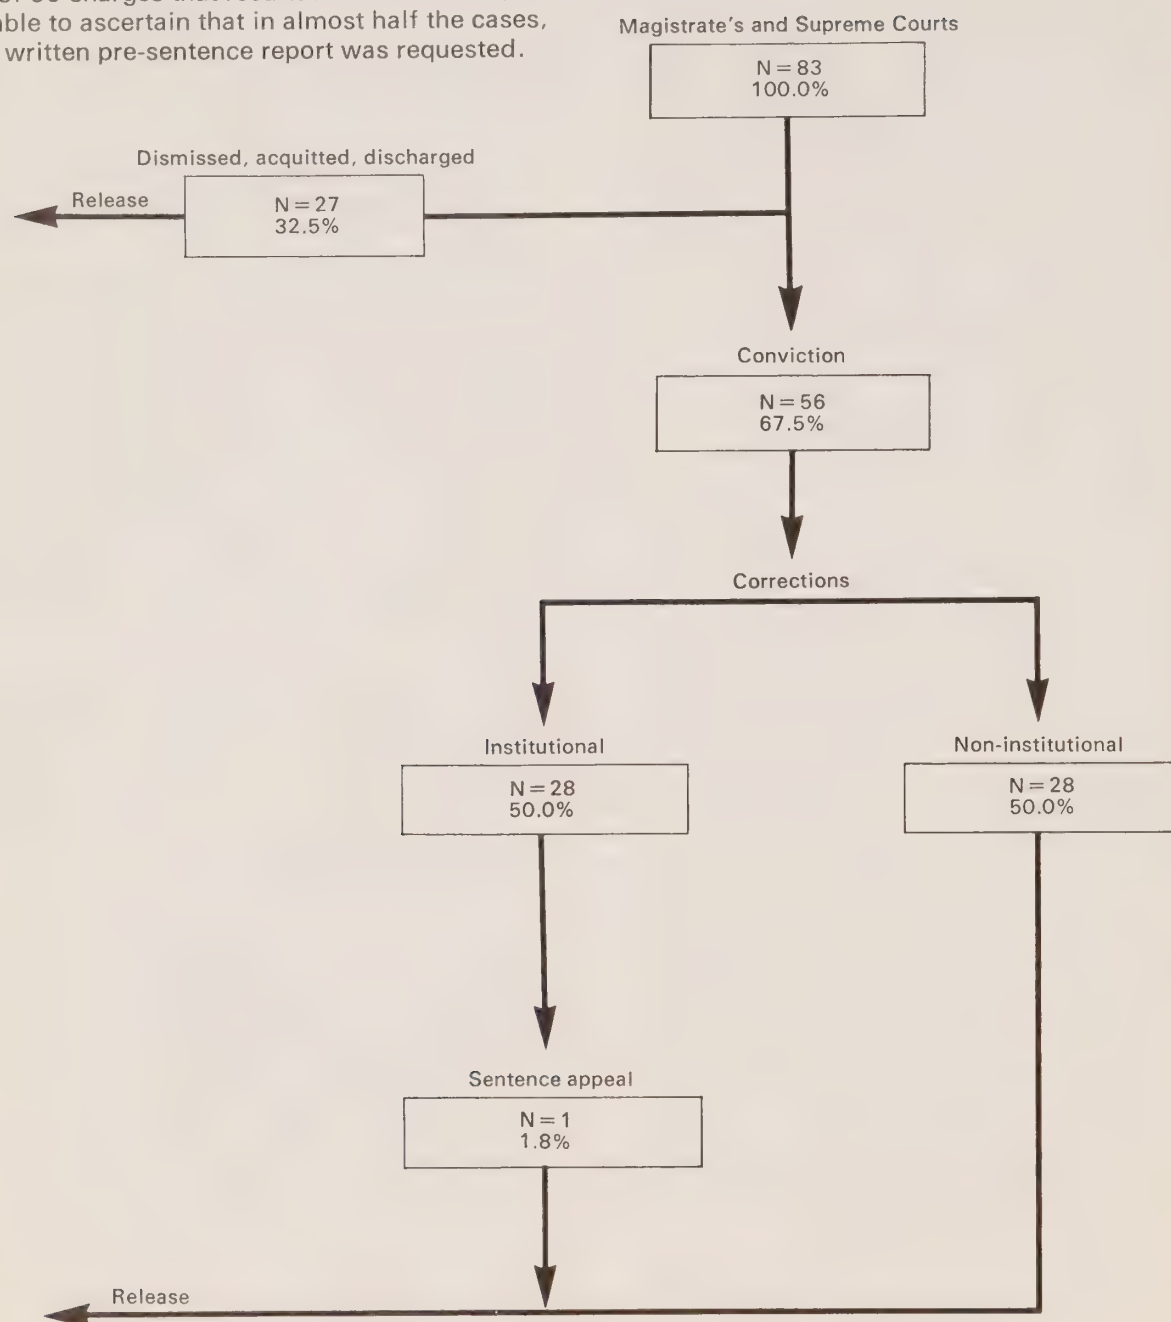 able to ascertain that in almost half the cases,
written pre-sentence report was requested.
Magistrate's and Supreme Courts
N = 83
100.0%
Dismissed, acquitted, discharged
Release
N = 27
32.5%
Conviction
N = 56
67.5%
Corrections
Institutional
N = 28
50.0%
Non-institutional
N = 28
50.0%
Sentence appeal
N = 1
1.8%
Release